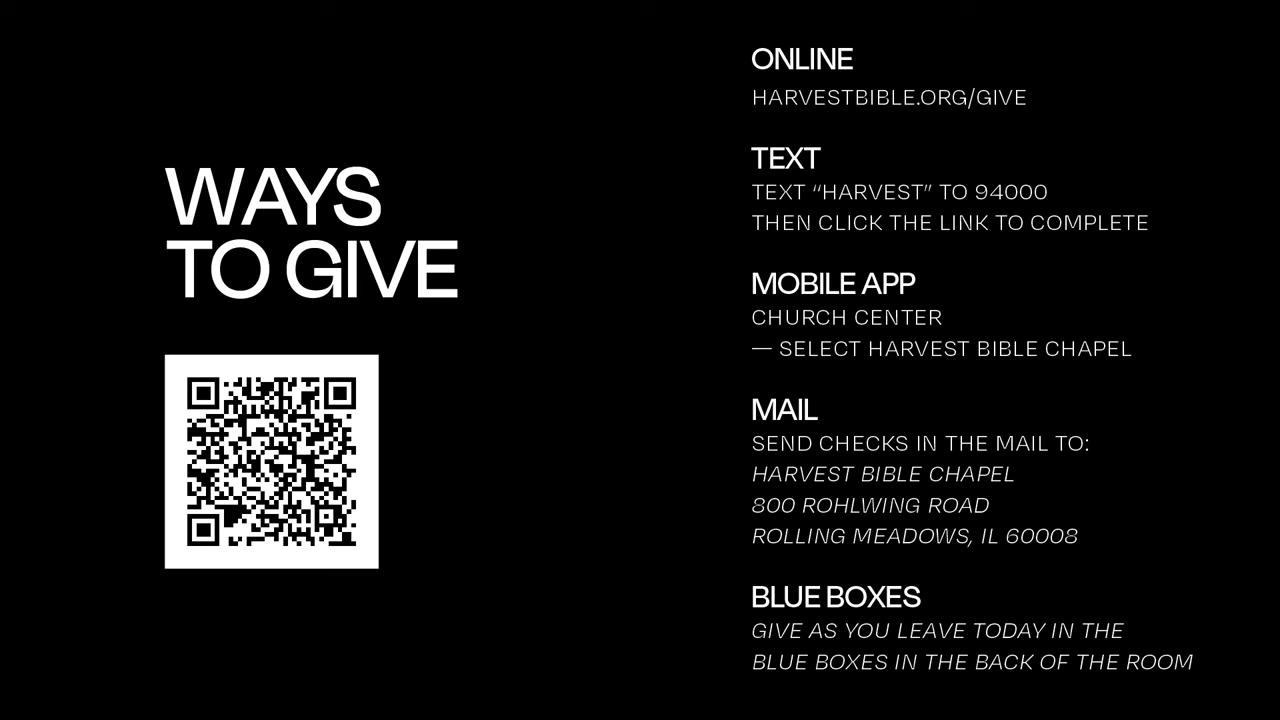 WAYS
TO GIVE
ONLINE
HARVESTBIBLE.ORG/GIVE
TEXT
TEXT “HARVEST” TO 94000
THEN CLICK THE LINK TO COMPLETE
MOBILE APP
CHURCH CENTER
— SELECT HARVEST BIBLE CHAPEL
MAIL
SEND CHECKS IN THE MAIL TO:
HARVEST BIBLE CHAPEL
800 ROHLWING ROAD
ROLLING MEADOWS, IL 60008
BLUE BOXES
GIVE AS YOU LEAVE TODAY IN THE
BLUE BOXES IN THE BACK OF THE ROOM